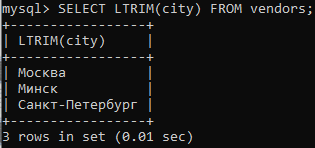 mysql> SELECT LTRIM(city) FROM vendors;
+-----------------+
| LTRIM(city)     |
+-----------------+
| Москва          |
| Минск           |
| Санкт-Петербург |
+-----------------+
3 rows in set (0.01 sec)